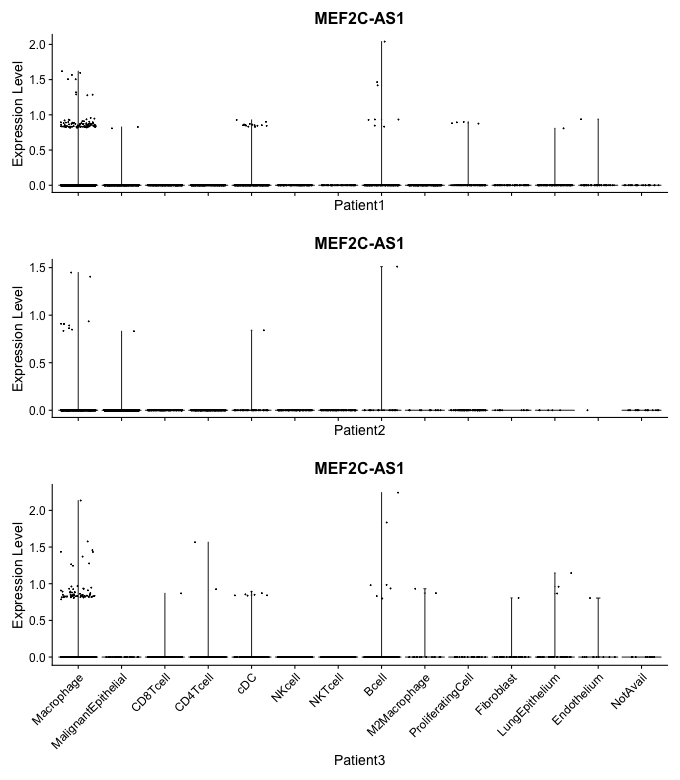 MEF2C-AS1
Expression Level
2.0
1.5
1.0
0.5
0.0
Patient1
MEF2C-AS1
Expression Level
1.5
1.0
0.5
0.0
Patient2
MEF2C-AS1
Expression Level
2.0
1.5
1.0
0.5
0.0
Macrophage
MalignantEpithelial
CD8Tcell
CD4Tcell
cDC
NKcell
NKTcell
Bcell
M2Macrophage
ProliferatingCell
Fibroblast
LungEpithelium
Endothelium
NotAvail
Patient3